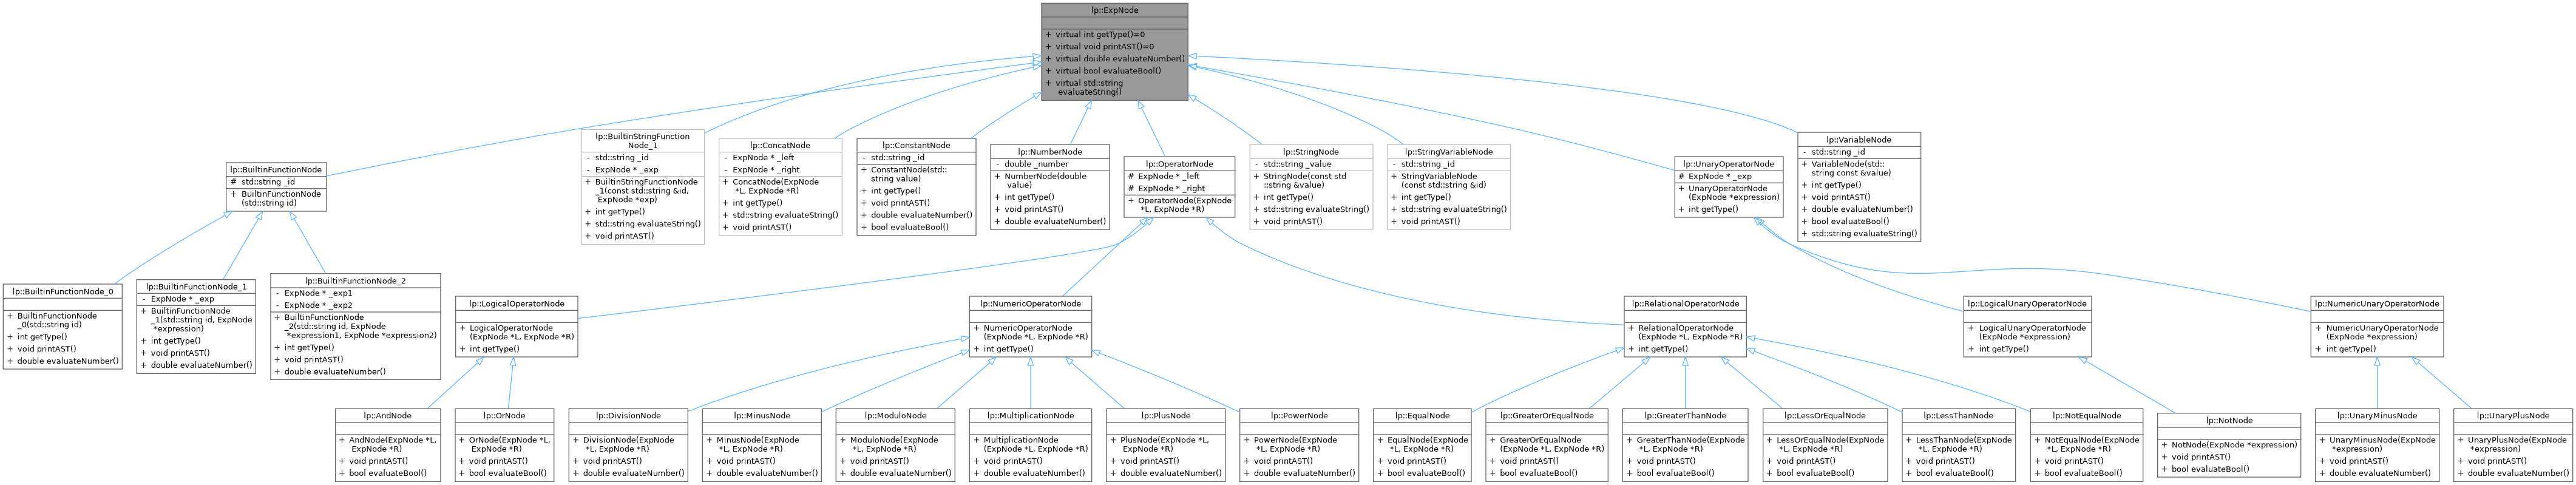 lp::ExpNode
+ virtual int getType()=0
+ virtual void printAST()=0
+ virtual double evaluateNumber()
+ virtual bool evaluateBool()
+ virtual std::string
evaluateString()
lp::BuiltinFunctionNode
# std::string _id
+ BuiltinFunctionNode
(std::string id)
lp::BuiltinStringFunction
Node_1
- std::string _id
- ExpNode * _exp
+ BuiltinStringFunctionNode
_1(const std::string &id,
ExpNode *exp)
+ int getType()
+ std::string evaluateString()
+ void printAST()
lp::ConcatNode
- ExpNode * _left
- ExpNode * _right
+ ConcatNode(ExpNode
*L, ExpNode *R)
+ int getType()
+ std::string evaluateString()
+ void printAST()
lp::ConstantNode
- std::string _id
+ ConstantNode(std::
string value)
+ int getType()
+ void printAST()
+ double evaluateNumber()
+ bool evaluateBool()
lp::NumberNode
- double _number
+ NumberNode(double
value)
+ int getType()
+ void printAST()
+ double evaluateNumber()
lp::OperatorNode
# ExpNode * _left
# ExpNode * _right
+ OperatorNode(ExpNode
*L, ExpNode *R)
lp::StringNode
- std::string _value
+ StringNode(const std
::string &value)
+ int getType()
+ std::string evaluateString()
+ void printAST()
lp::StringVariableNode
- std::string _id
+ StringVariableNode
(const std::string &id)
+ int getType()
+ std::string evaluateString()
+ void printAST()
lp::UnaryOperatorNode
# ExpNode * _exp
+ UnaryOperatorNode
(ExpNode *expression)
+ int getType()
lp::VariableNode
- std::string _id
+ VariableNode(std::
string const &value)
+ int getType()
+ void printAST()
+ double evaluateNumber()
+ bool evaluateBool()
+ std::string evaluateString()
lp::BuiltinFunctionNode_0
+ BuiltinFunctionNode
_0(std::string id)
+ int getType()
+ void printAST()
+ double evaluateNumber()
lp::BuiltinFunctionNode_1
- ExpNode * _exp
+ BuiltinFunctionNode
_1(std::string id, ExpNode
*expression)
+ int getType()
+ void printAST()
+ double evaluateNumber()
lp::BuiltinFunctionNode_2
- ExpNode * _exp1
- ExpNode * _exp2
+ BuiltinFunctionNode
_2(std::string id, ExpNode
*expression1, ExpNode *expression2)
+ int getType()
+ void printAST()
+ double evaluateNumber()
lp::LogicalOperatorNode
+ LogicalOperatorNode
(ExpNode *L, ExpNode *R)
+ int getType()
lp::NumericOperatorNode
+ NumericOperatorNode
(ExpNode *L, ExpNode *R)
+ int getType()
lp::RelationalOperatorNode
+ RelationalOperatorNode
(ExpNode *L, ExpNode *R)
+ int getType()
lp::LogicalUnaryOperatorNode
+ LogicalUnaryOperatorNode
(ExpNode *expression)
+ int getType()
lp::NumericUnaryOperatorNode
+ NumericUnaryOperatorNode
(ExpNode *expression)
+ int getType()
lp::AndNode
+ AndNode(ExpNode *L,
ExpNode *R)
+ void printAST()
+ bool evaluateBool()
lp::OrNode
+ OrNode(ExpNode *L,
ExpNode *R)
+ void printAST()
+ bool evaluateBool()
lp::DivisionNode
+ DivisionNode(ExpNode
*L, ExpNode *R)
+ void printAST()
+ double evaluateNumber()
lp::MinusNode
+ MinusNode(ExpNode
*L, ExpNode *R)
+ void printAST()
+ double evaluateNumber()
lp::ModuloNode
+ ModuloNode(ExpNode
*L, ExpNode *R)
+ void printAST()
+ double evaluateNumber()
lp::MultiplicationNode
+ MultiplicationNode
(ExpNode *L, ExpNode *R)
+ void printAST()
+ double evaluateNumber()
lp::PlusNode
+ PlusNode(ExpNode *L,
ExpNode *R)
+ void printAST()
+ double evaluateNumber()
lp::PowerNode
+ PowerNode(ExpNode
*L, ExpNode *R)
+ void printAST()
+ double evaluateNumber()
lp::EqualNode
+ EqualNode(ExpNode
*L, ExpNode *R)
+ void printAST()
+ bool evaluateBool()
lp::GreaterOrEqualNode
+ GreaterOrEqualNode
(ExpNode *L, ExpNode *R)
+ void printAST()
+ bool evaluateBool()
lp::GreaterThanNode
+ GreaterThanNode(ExpNode
*L, ExpNode *R)
+ void printAST()
+ bool evaluateBool()
lp::LessOrEqualNode
+ LessOrEqualNode(ExpNode
*L, ExpNode *R)
+ void printAST()
+ bool evaluateBool()
lp::LessThanNode
+ LessThanNode(ExpNode
*L, ExpNode *R)
+ void printAST()
+ bool evaluateBool()
lp::NotEqualNode
+ NotEqualNode(ExpNode
*L, ExpNode *R)
+ void printAST()
+ bool evaluateBool()
lp::NotNode
+ NotNode(ExpNode *expression)
+ void printAST()
+ bool evaluateBool()
lp::UnaryMinusNode
+ UnaryMinusNode(ExpNode
*expression)
+ void printAST()
+ double evaluateNumber()
lp::UnaryPlusNode
+ UnaryPlusNode(ExpNode
*expression)
+ void printAST()
+ double evaluateNumber()